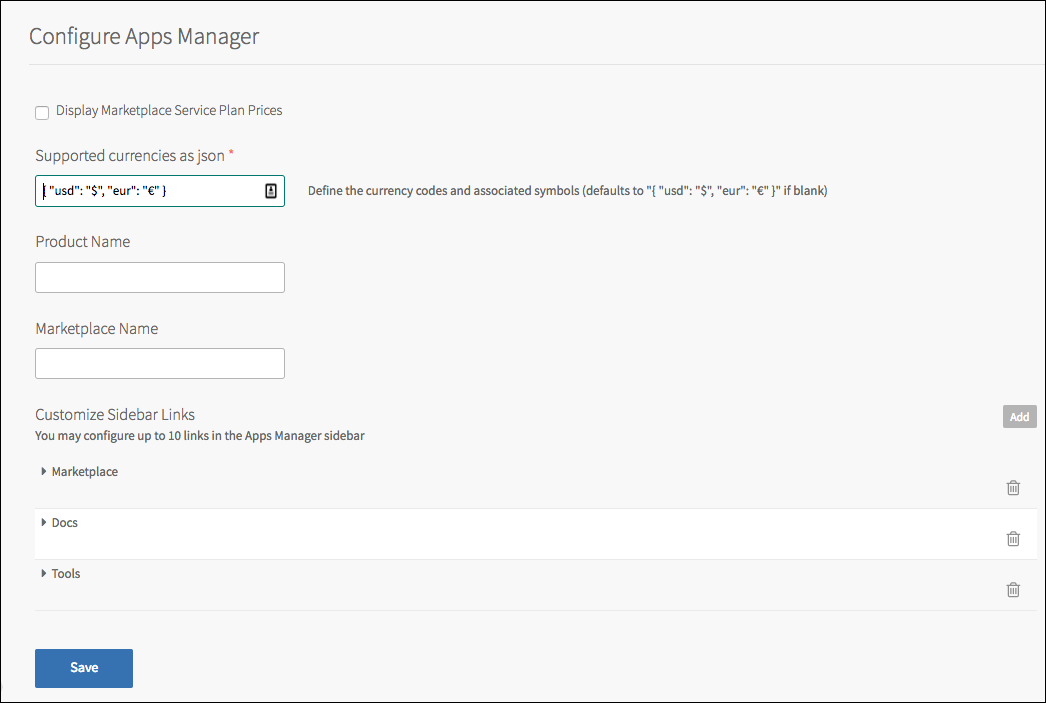 Configure Apps Manager
Display Marketplace Service Plan Prices
Supported currencies as json *
{ "usd": "$", "eur": "€" }
Define the currency codes and associated symbols (defaults to "{ "usd": "$", "eur": "€" }" if blank)
Product Name
Marketplace Name
Customize Sidebar Links
Add
You may configure up to 10 links in the Apps Manager sidebar
Marketplace
Docs
Tools
Save